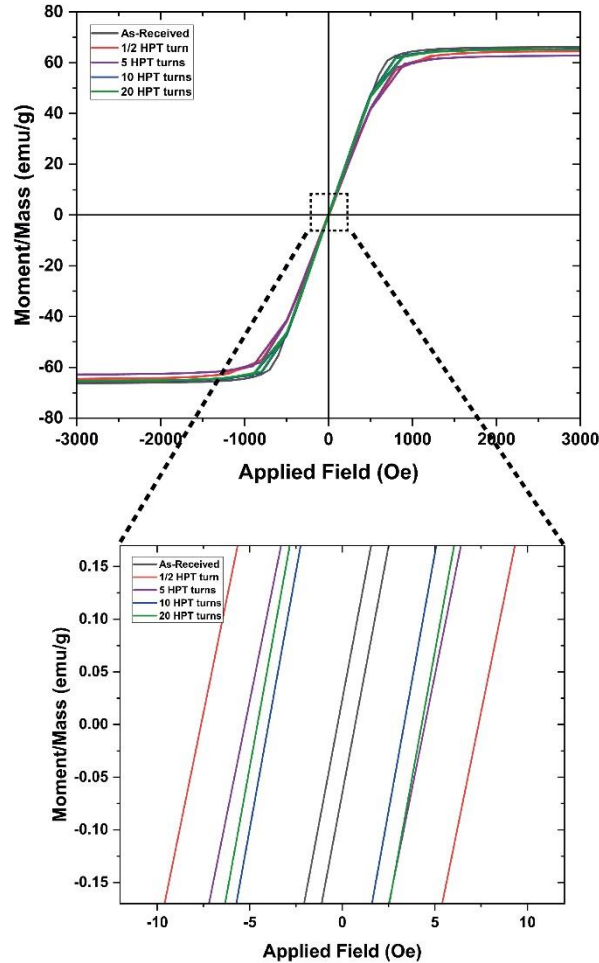 80
60
40
20
0
-20
-40
-60
-80
Moment/Mass (emu/g)
As-Received
1/2 HPT turn
5 HPT turns
10 HPT turns
20 HPT turns
-3000 -2000 -1000 0 1000 2000 3000
Applied Field (Oe)
0.15
0.10
0.05
0.00
-0.05
-0.10
-0.15
Moment/Mass (emu/g)
As-Received
1/2 HPT turn
5 HPT turns
10 HPT turns
20 HPT turns
-10 -5 0 5 10
Applied Field (Oe)